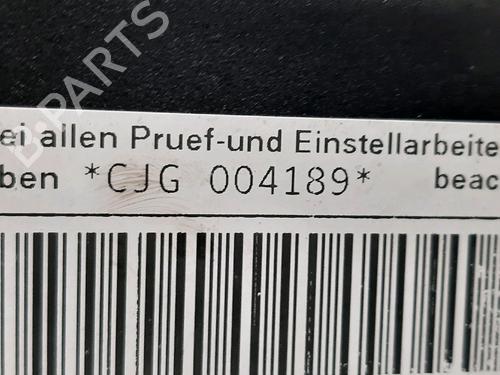 B-PARTS
ei allen Pruef-und Einstellarbeite
ben *CJG 004189* beac